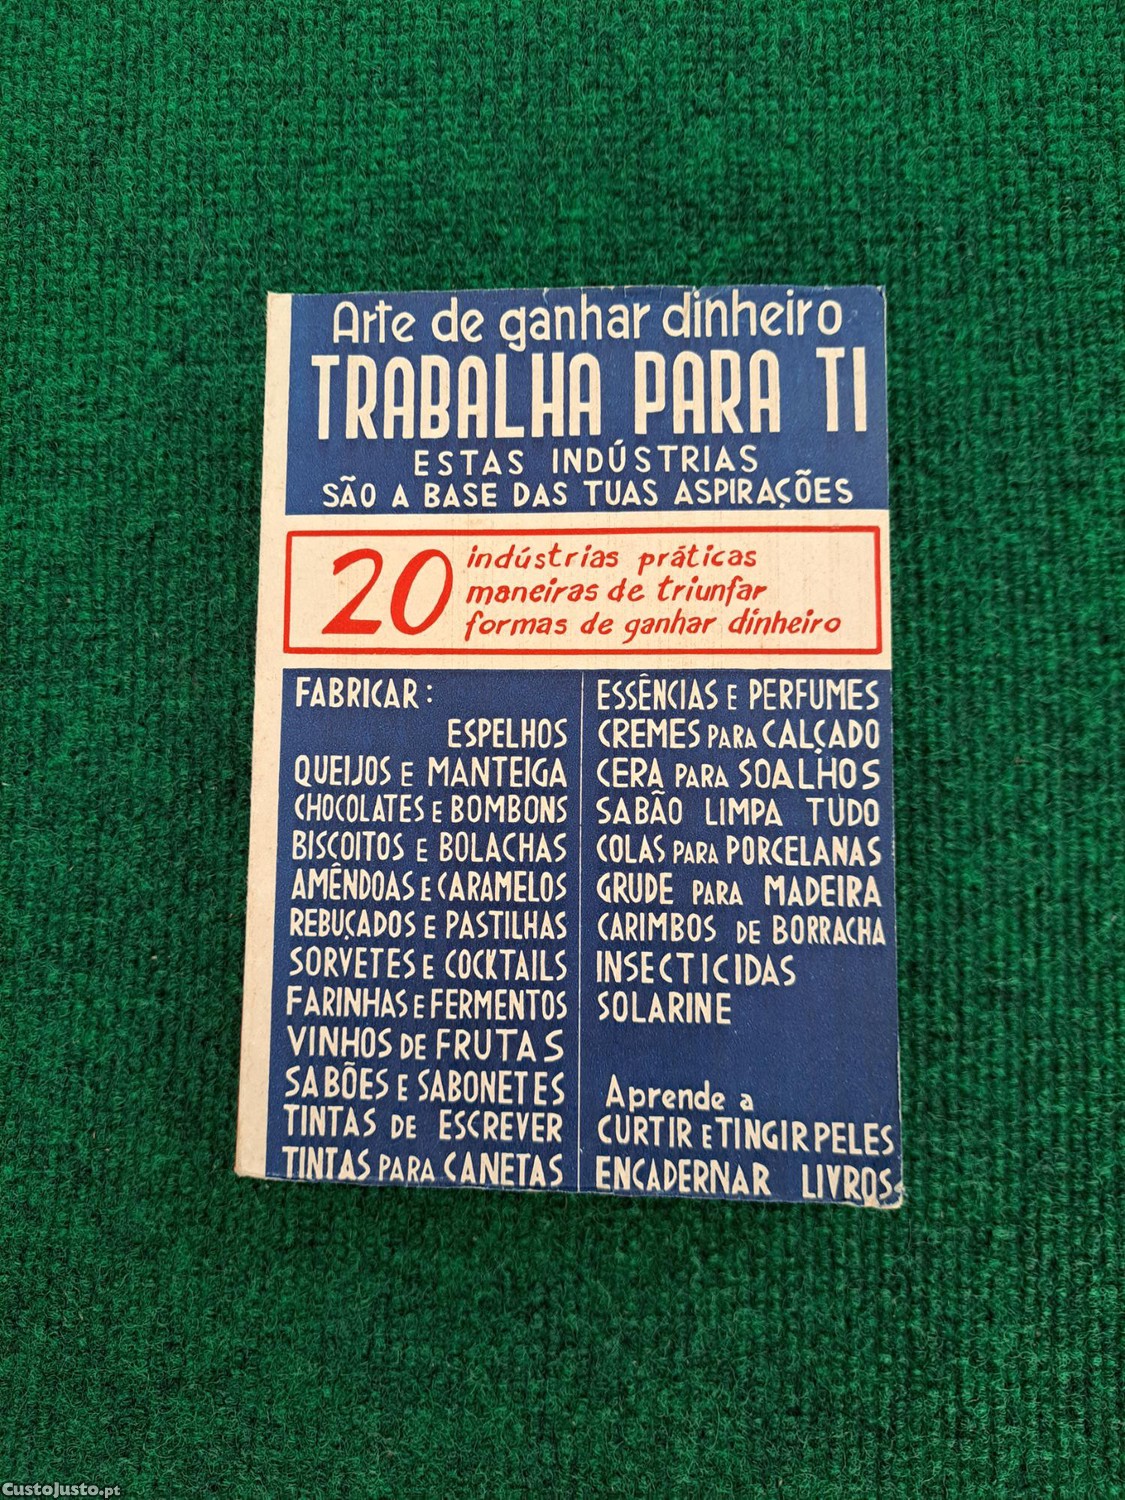 Arte de ganhar dinheiro
TRABALHA PARA TI
ESTAS INDÚSTRIAS
SÃO A BASE DAS TUAS ASPIRAÇÕES
20
indústrias práticas
maneiras de triunfar
formas de ganhar dinheiro
FABRICAR:
ESPELHOS
QUEIJOS E MANTEIGA
CHOCOLATES E BOMBONS
BISCOITOS E BOLACHAS
AMÊNDOAS E CARAMELOS
REBUÇADOS E PASTILHAS
SORVETES E COCKTAILS
FARINHAS E FERMENTOS
VINHOS DE FRUTAS
SABÕES E SABONETES
TINTAS DE ESCREVER
TINTAS PARA CANETAS
ESSÊNCIAS E PERFUMES
CREMES PARA CALÇADO
CERA PARA SOALHOS
SABÃO LIMPA TUDO
COLAS PARA PORCELANAS
GRUDE PARA MADEIRA
CARIMBOS DE BORRACHA
INSECTICIDAS
SOLARINE
Aprende a
CURTIR E TINGIR PELES
ENCADERNAR LIVROS
CustoJusto.pt